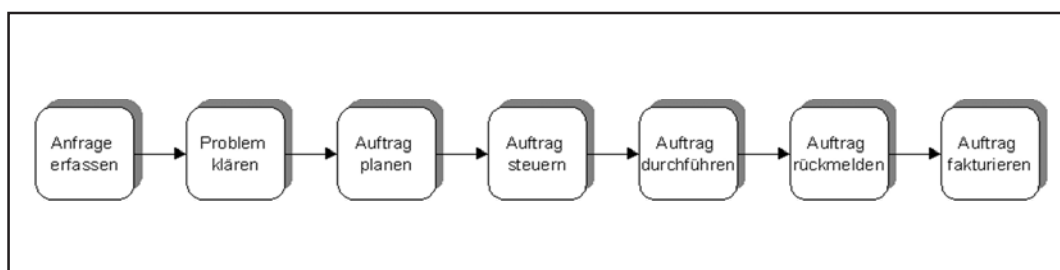 Anfrage
erfassen
Problem
klären
Auftrag
planen
Auftrag
steuern
Auftrag
durchführen
Auftrag
rückmelden
Auftrag
fakturieren